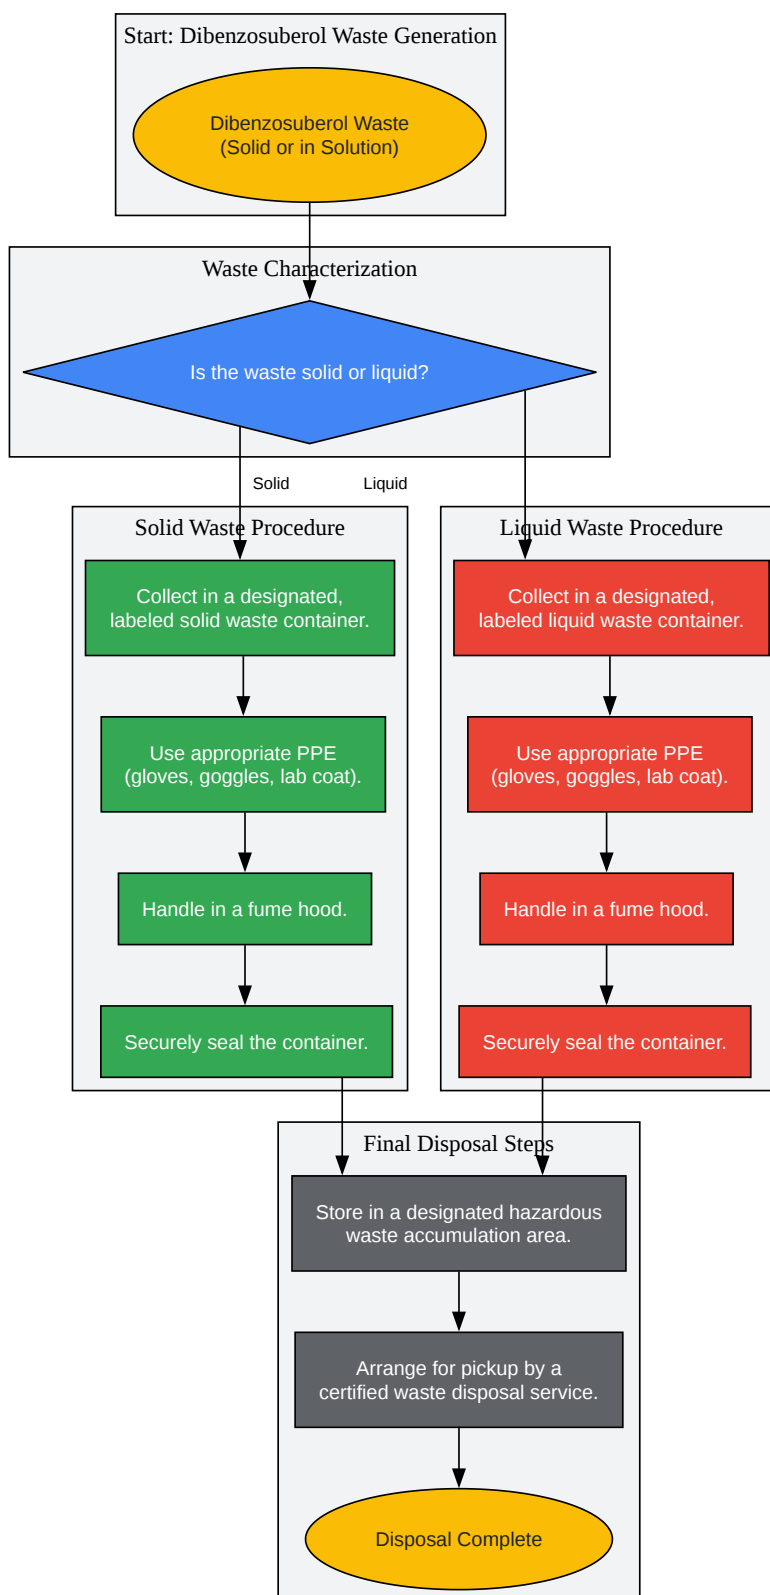 Start: Dibenzosuberol Waste Generation
Dibenzosuberol Waste
(Solid or in Solution)
Waste Characterization
Is the waste solid or liquid?
Solid
Liquid
Solid Waste Procedure
Collect in a designated,
labeled solid waste container.
Use appropriate PPE
(gloves, goggles, lab coat).
Handle in a fume hood.
Securely seal the container.
Liquid Waste Procedure
Collect in a designated,
labeled liquid waste container.
Use appropriate PPE
(gloves, goggles, lab coat).
Handle in a fume hood.
Securely seal the container.
Final Disposal Steps
Store in a designated hazardous
waste accumulation area.
Arrange for pickup by a
certified waste disposal service.
Disposal Complete